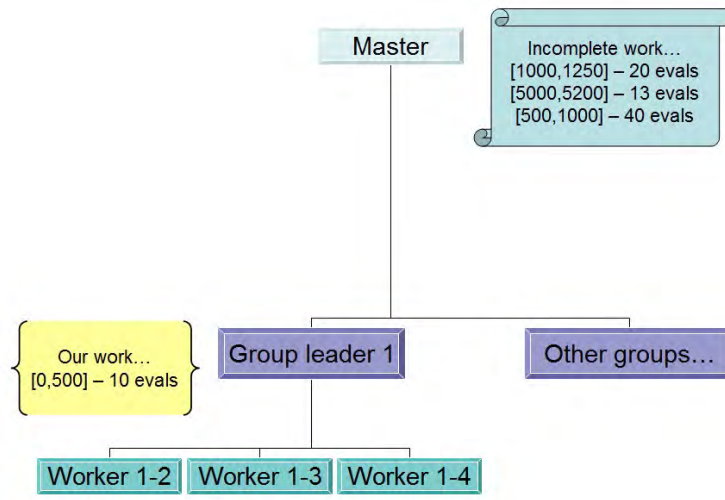 Master
Incomplete work…
[1000,1250] – 20 evals
[5000,5200] – 13 evals
[500,1000] – 40 evals
Our work…
[0,500] – 10 evals
Group leader 1
Other groups…
Worker 1-2
Worker 1-3
Worker 1-4